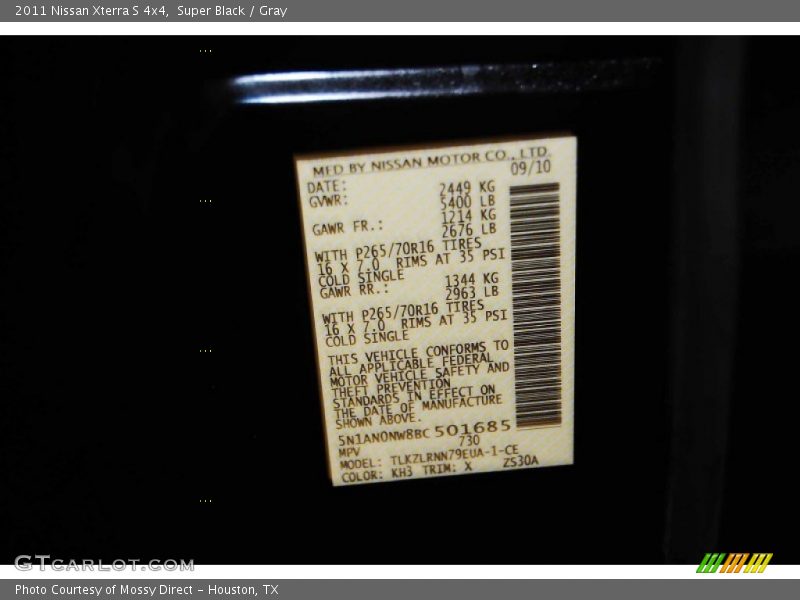 2011 Nissan Xterra S 4x4,  Super Black / Gray
MFD BY NISSAN MOTOR CO., LTD.
DATE: 09/10
GVWR: 2449 KG
5400 LB
GAWR FR.: 1214 KG
2676 LB
WITH P265/70R16 TIRES
16 X 7.0 RIMS AT 35 PSI
COLD SINGLE
GAWR RR.: 1344 KG
2963 LB
WITH P265/70R16 TIRES
16 X 7.0 RIMS AT 35 PSI
COLD SINGLE
THIS VEHICLE CONFORMS TO
ALL APPLICABLE FEDERAL
MOTOR VEHICLE SAFETY AND
THEFT PREVENTION
STANDARDS IN EFFECT ON
THE DATE OF MANUFACTURE
SHOWN ABOVE.
5N1AN0NW8BC 501685
MPV 730
MODEL: TLKZLRNN79EUA-1-CE
COLOR: KH3 TRIM: X ZS30A
GTCARLOT.COM
Photo Courtesy of Mossy Direct – Houston, TX